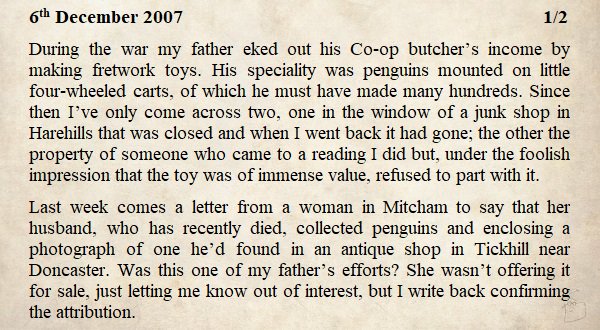 6th December 2007 1/2
During the war my father eked out his Co-op butcher's income by
making fretwork toys. His speciality was penguins mounted on little
four-wheeled carts, of which he must have made many hundreds. Since
then I've only come across two, one in the window of a junk shop in
Harehills that was closed and when I went back it had gone; the other the
property of someone who came to a reading I did but, under the foolish
impression that the toy was of immense value, refused to part with it.
Last week comes a letter from a woman in Mitcham to say that her
husband, who has recently died, collected penguins and enclosing a
photograph of one he'd found in an antique shop in Tickhill near
Doncaster. Was this one of my father's efforts? She wasn't offering it
for sale, just letting me know out of interest, but I write back confirming
the attribution.